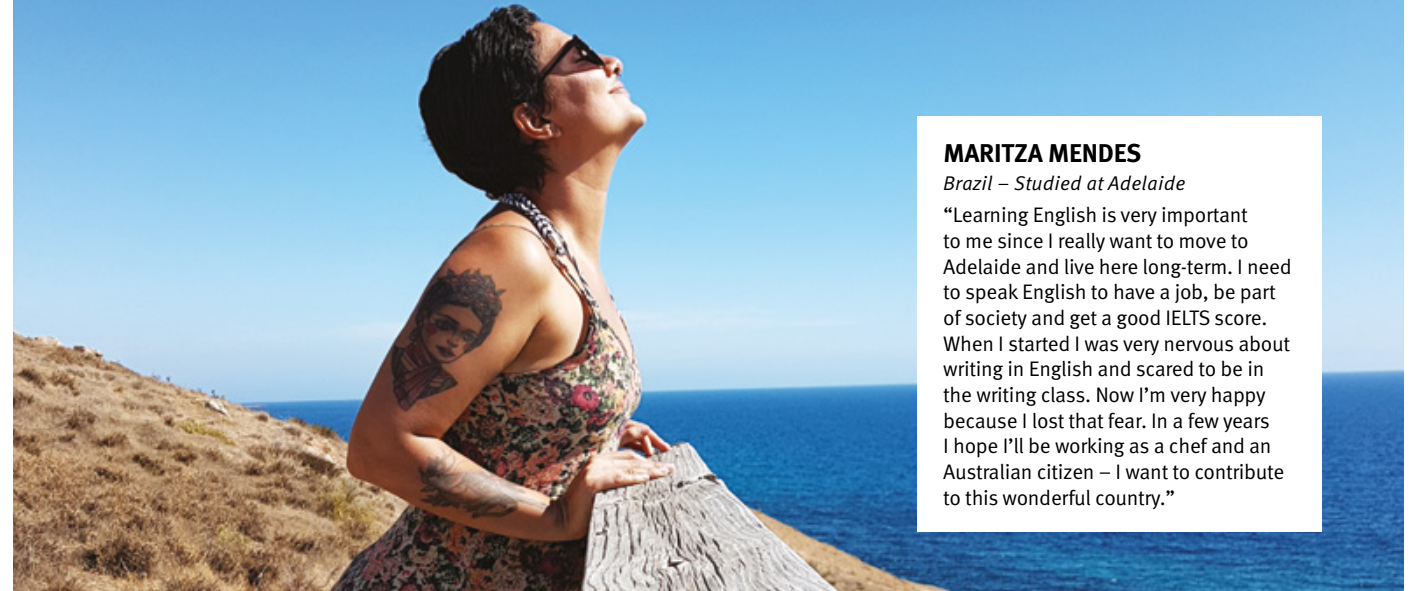 MARITZA MENDES
Brazil – Studied at Adelaide
“Learning English is very important
to me since I really want to move to
Adelaide and live here long-term. I need
to speak English to have a job, be part
of society and get a good IELTS score.
When I started I was very nervous about
writing in English and scared to be in
the writing class. Now I’m very happy
because I lost that fear. In a few years
I hope I’ll be working as a chef and an
Australian citizen – I want to contribute
to this wonderful country.”